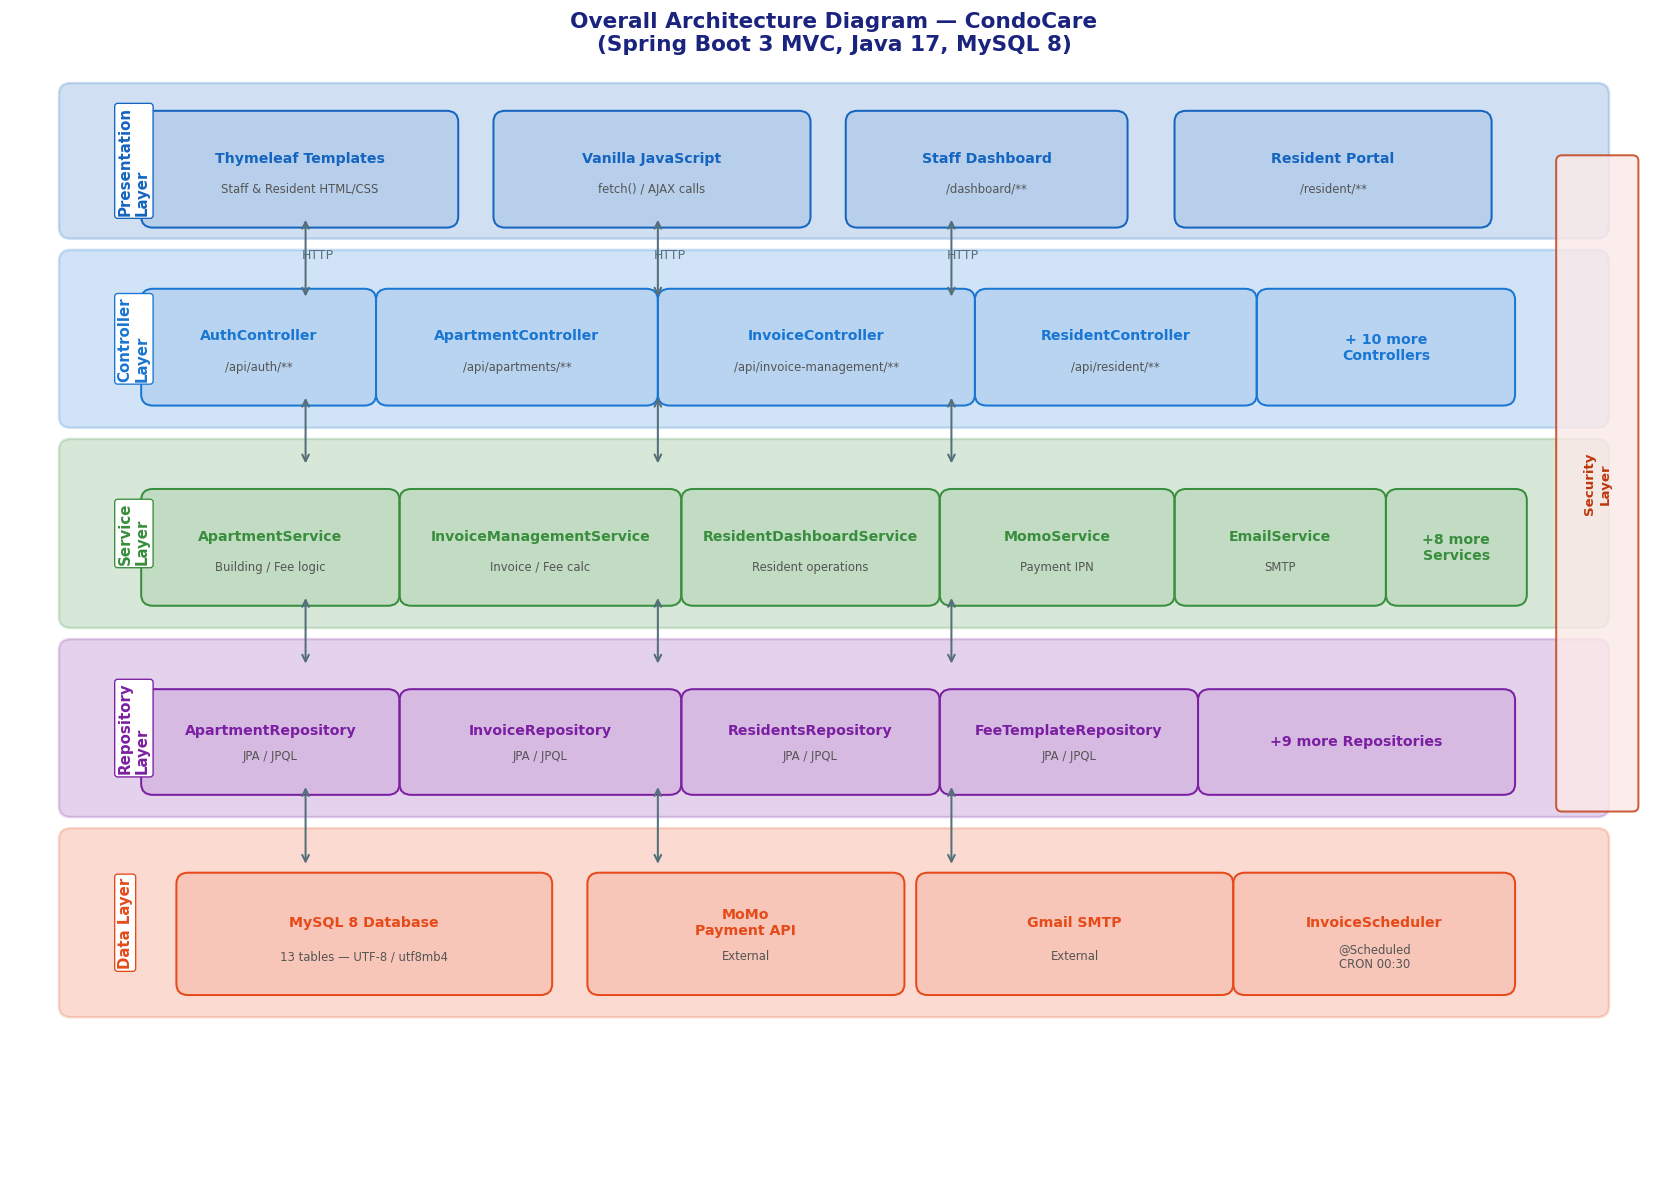 Overall Architecture Diagram — CondoCare
(Spring Boot 3 MVC, Java 17, MySQL 8)
Presentation
Layer
Thymeleaf Templates
Staff & Resident HTML/CSS
Vanilla JavaScript
fetch() / AJAX calls
Staff Dashboard
/dashboard/**
Resident Portal
/resident/**
HTTP
HTTP
HTTP
Controller
Layer
AuthController
/api/auth/**
ApartmentController
/api/apartments/**
InvoiceController
/api/invoice-management/**
ResidentController
/api/resident/**
+ 10 more
Controllers
Service
Layer
ApartmentService
Building / Fee logic
InvoiceManagementService
Invoice / Fee calc
ResidentDashboardService
Resident operations
MomoService
Payment IPN
EmailService
SMTP
+8 more
Services
Security
Layer
Repository
Layer
ApartmentRepository
JPA / JPQL
InvoiceRepository
JPA / JPQL
ResidentsRepository
JPA / JPQL
FeeTemplateRepository
JPA / JPQL
+9 more Repositories
Data Layer
MySQL 8 Database
13 tables — UTF-8 / utf8mb4
MoMo
Payment API
External
Gmail SMTP
External
InvoiceScheduler
@Scheduled
CRON 00:30